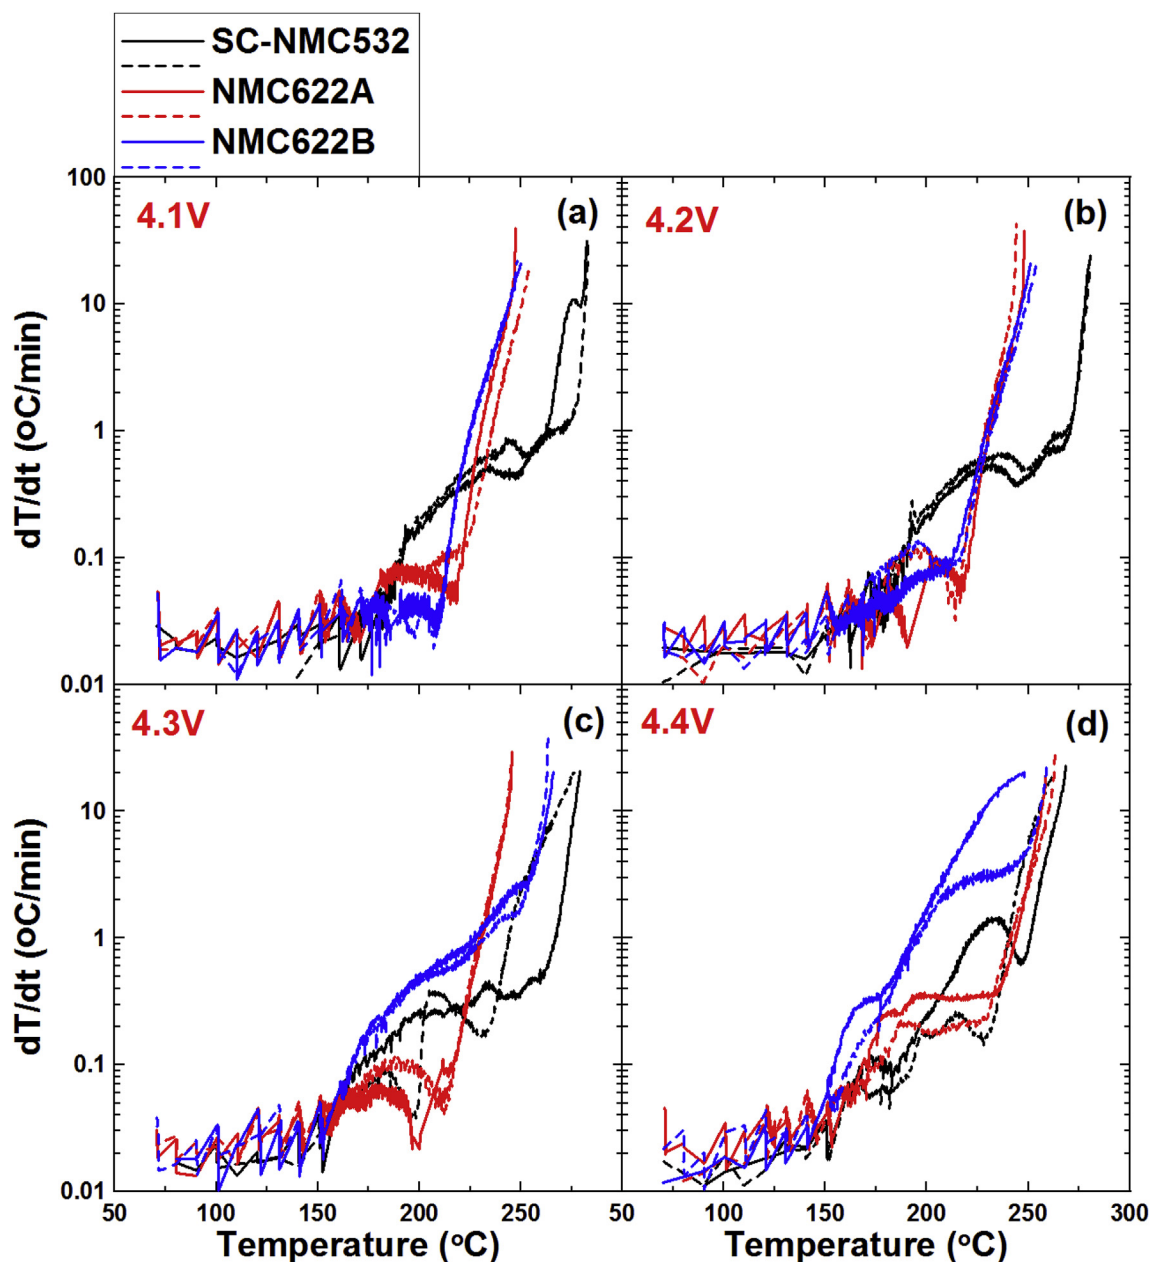 SC-NMC532
NMC622A
NMC622B
100
4.1V
(a)
4.2V
(b)
10
1
0.1
0.01
dT/dt (oC/min)
4.3V
(c)
4.4V
(d)
10
1
0.1
0.01
dT/dt (oC/min)
50 100 150 200 250 50 100 150 200 250 300
Temperature (ºC) Temperature (ºC)